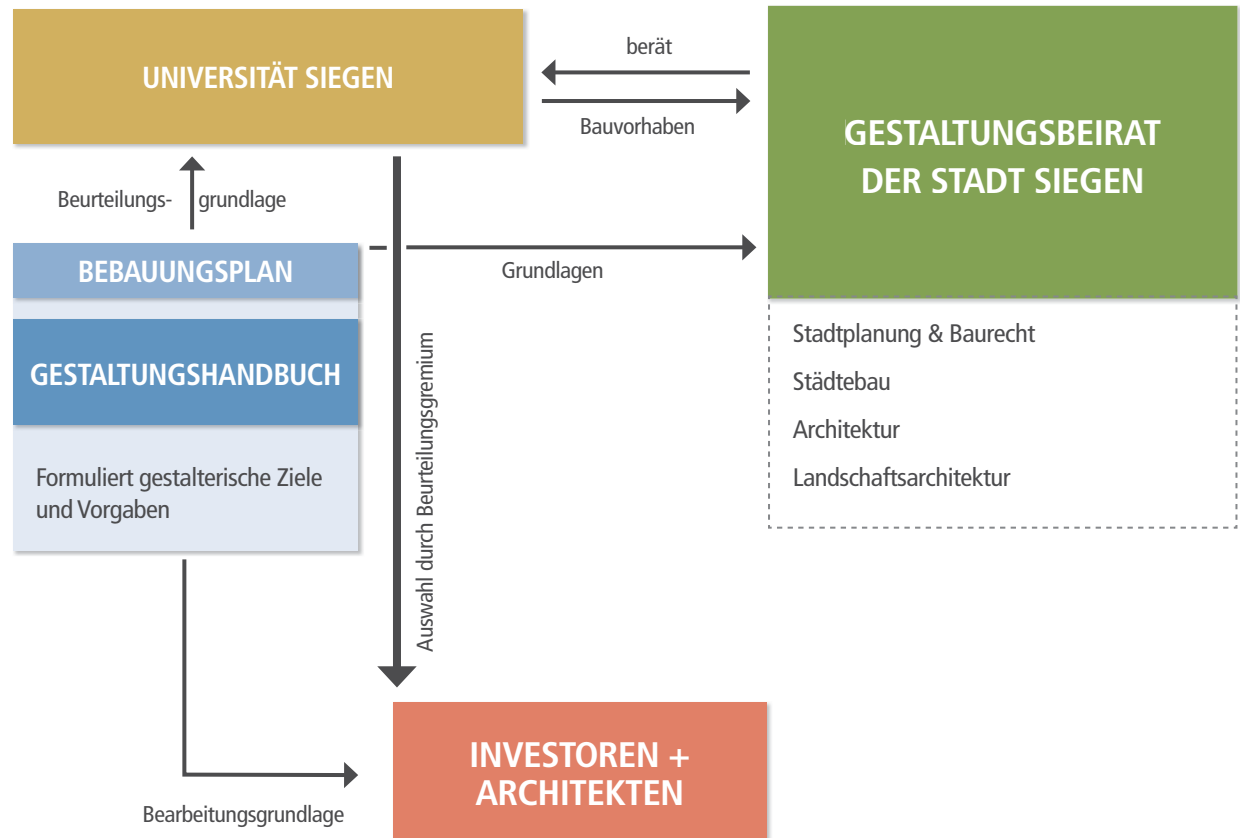 UNIVERSITÄT SIEGEN
berät
Bauvorhaben
GESTALTUNGSBEIRAT
DER STADT SIEGEN
Beurteilungs- grundlage
BEBAUUNGSPLAN
Grundlagen
GESTALTUNGSHANDBUCH
Formuliert gestalterische Ziele
und Vorgaben
Auswahl durch Beurteilungsgremium
Stadtplanung & Baurecht
Städtebau
Architektur
Landschaftsarchitektur
INVESTOREN +
ARCHITEKTEN
Bearbeitungsgrundlage